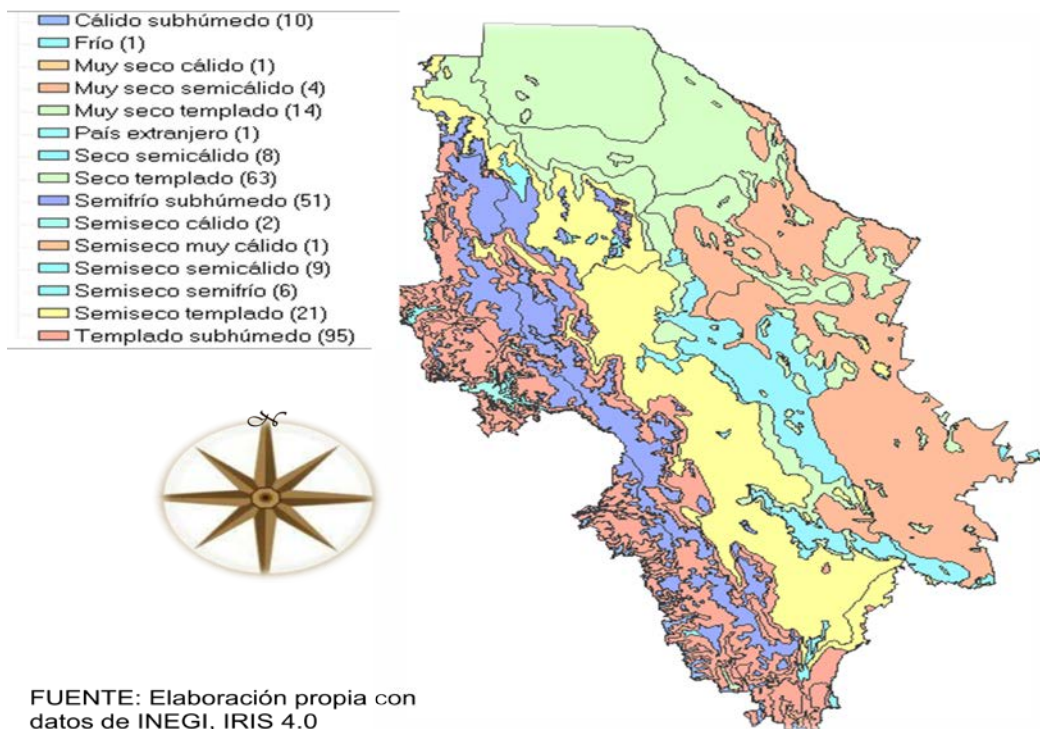 Cálido subhúmedo (10)
Frío (1)
Muy seco cálido (1)
Muy seco semicálido (4)
Muy seco templado (14)
País extranjero (1)
Seco semicálido (8)
Seco templado (63)
Semifrío subhúmedo (51)
Semiseco cálido (2)
Semiseco muy cálido (1)
Semiseco semicálido (9)
Semiseco semifrío (6)
Semiseco templado (21)
Templado subhúmedo (95)
N
FUENTE: Elaboración propia con
datos de INEGI, IRIS 4.0